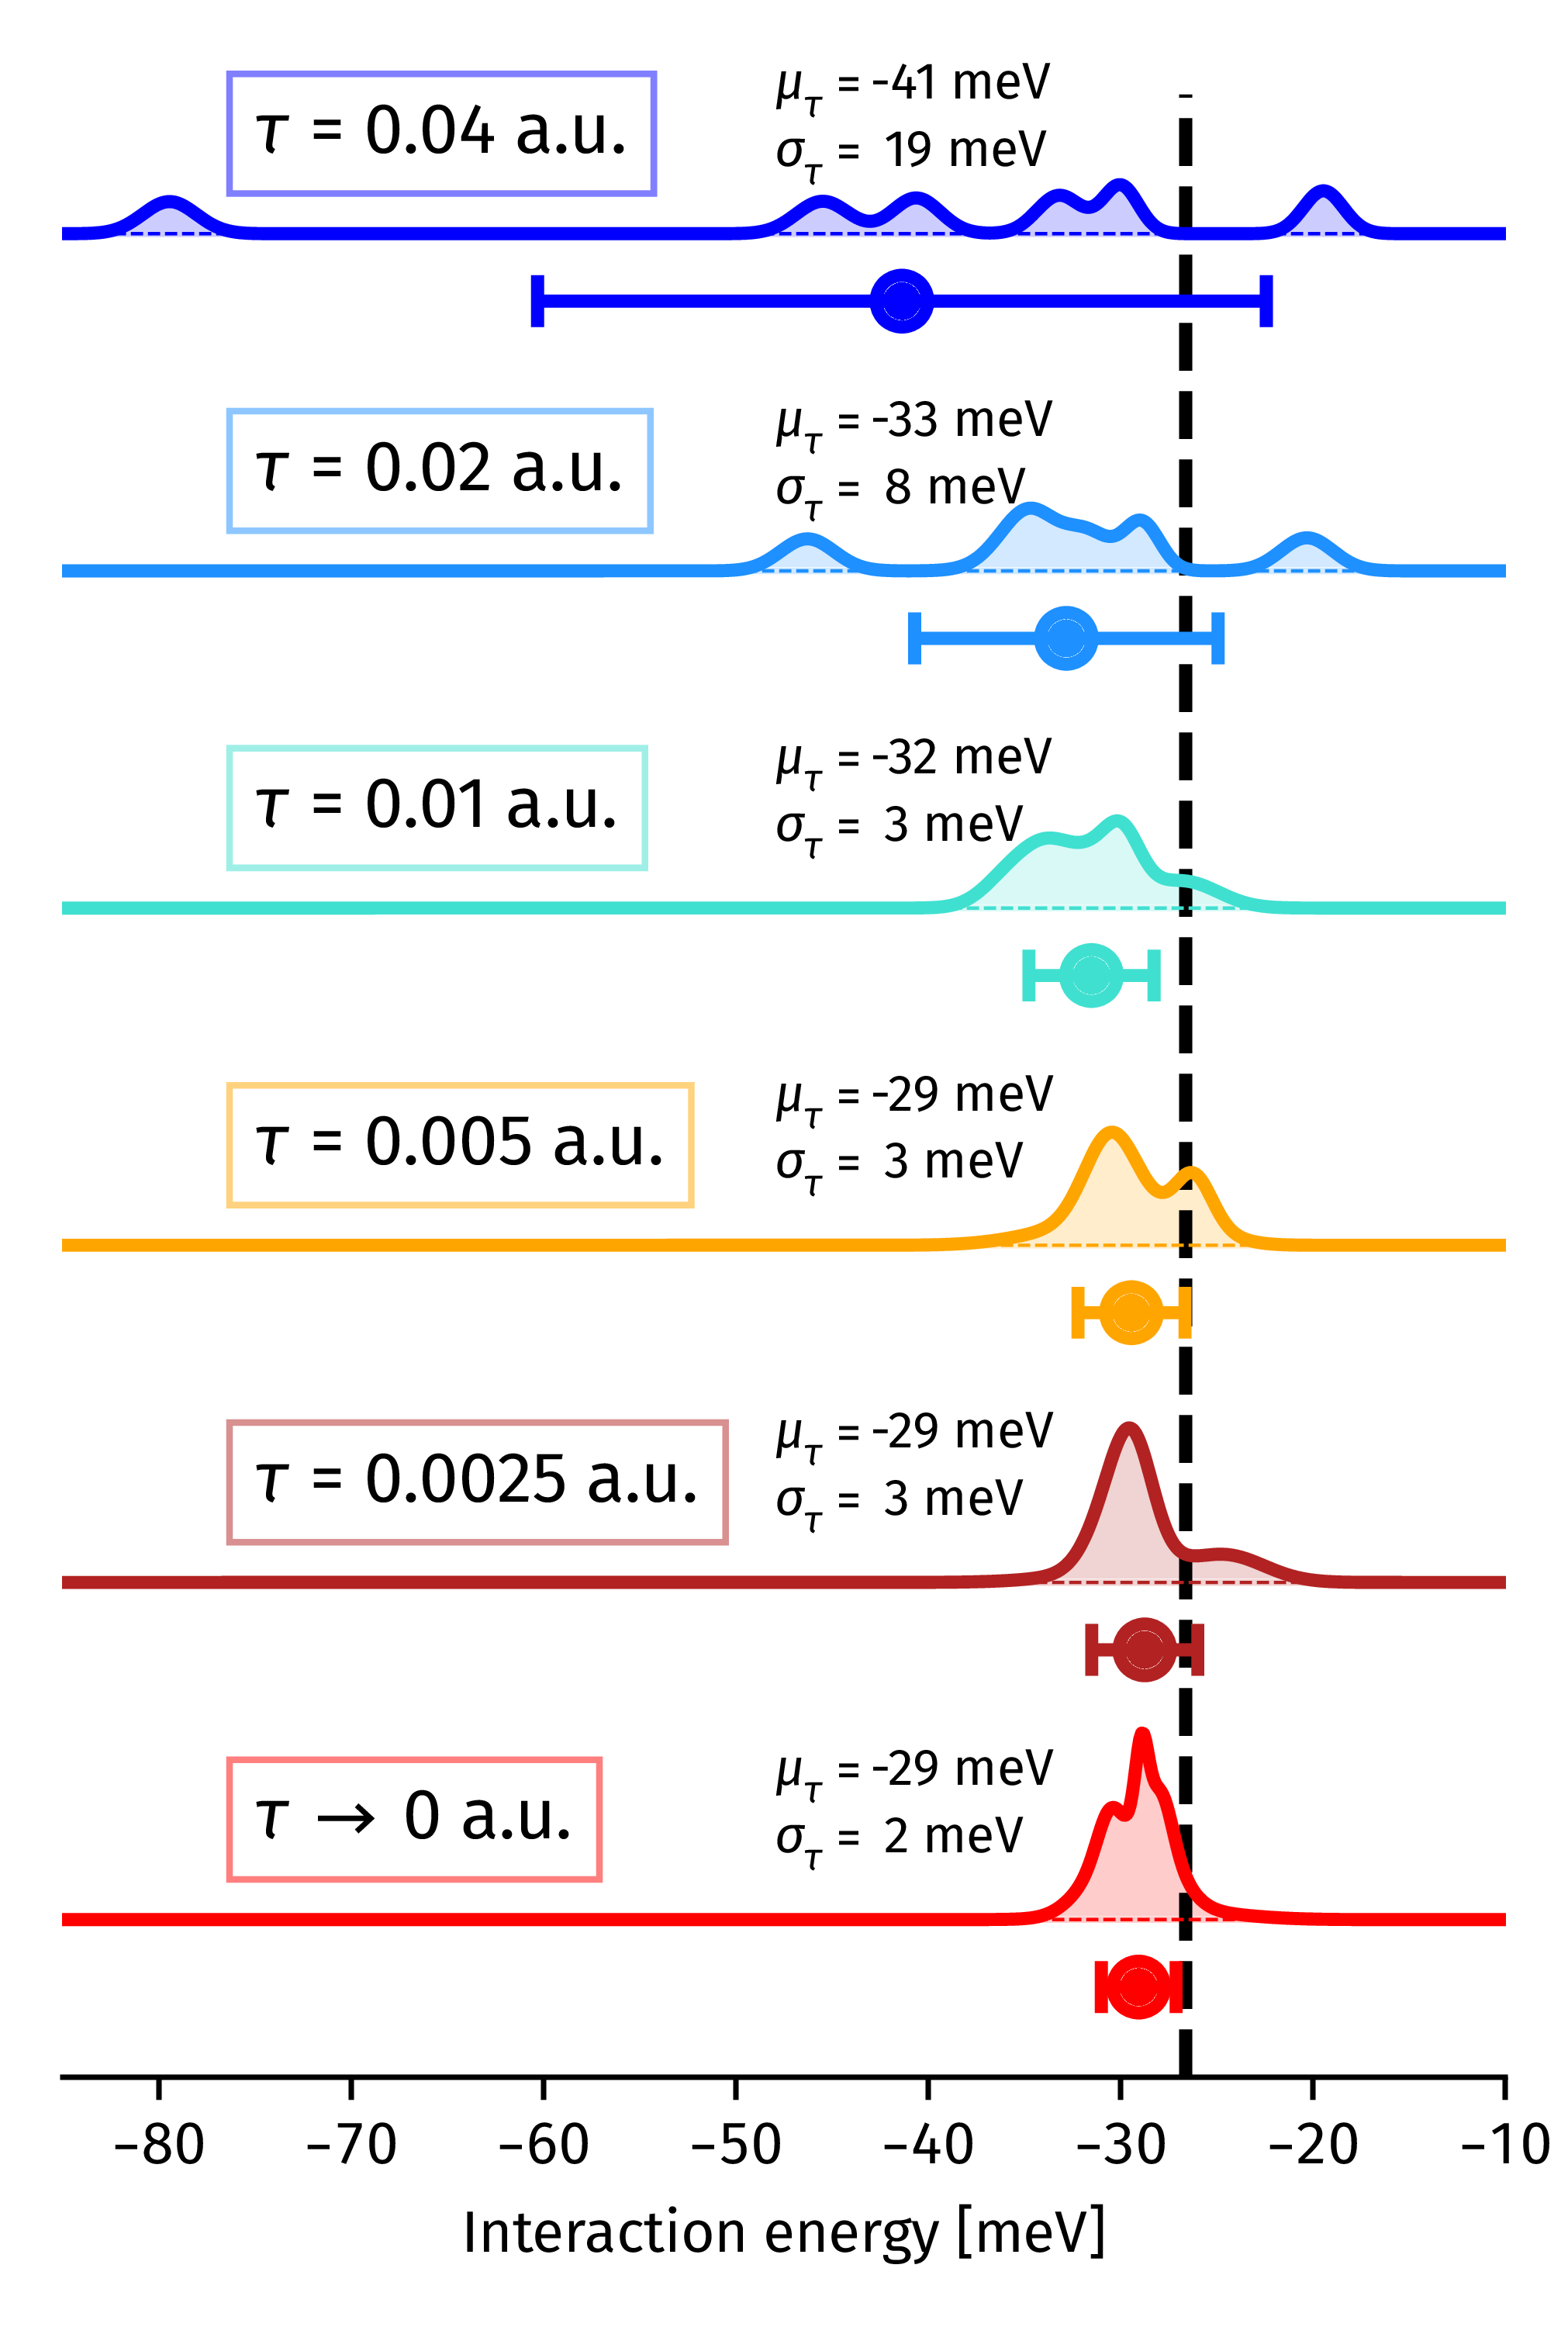 τ = 0.04 a.u.
μτ = -41 meV
στ = 19 meV
τ = 0.02 a.u.
μτ = -33 meV
στ = 8 meV
τ = 0.01 a.u.
μτ = -32 meV
στ = 3 meV
τ = 0.005 a.u.
μτ = -29 meV
στ = 3 meV
τ = 0.0025 a.u.
μτ = -29 meV
στ = 3 meV
τ → 0 a.u.
μτ = -29 meV
στ = 2 meV
−80 −70 −60 −50 −40 −30 −20 −10
Interaction energy [meV]